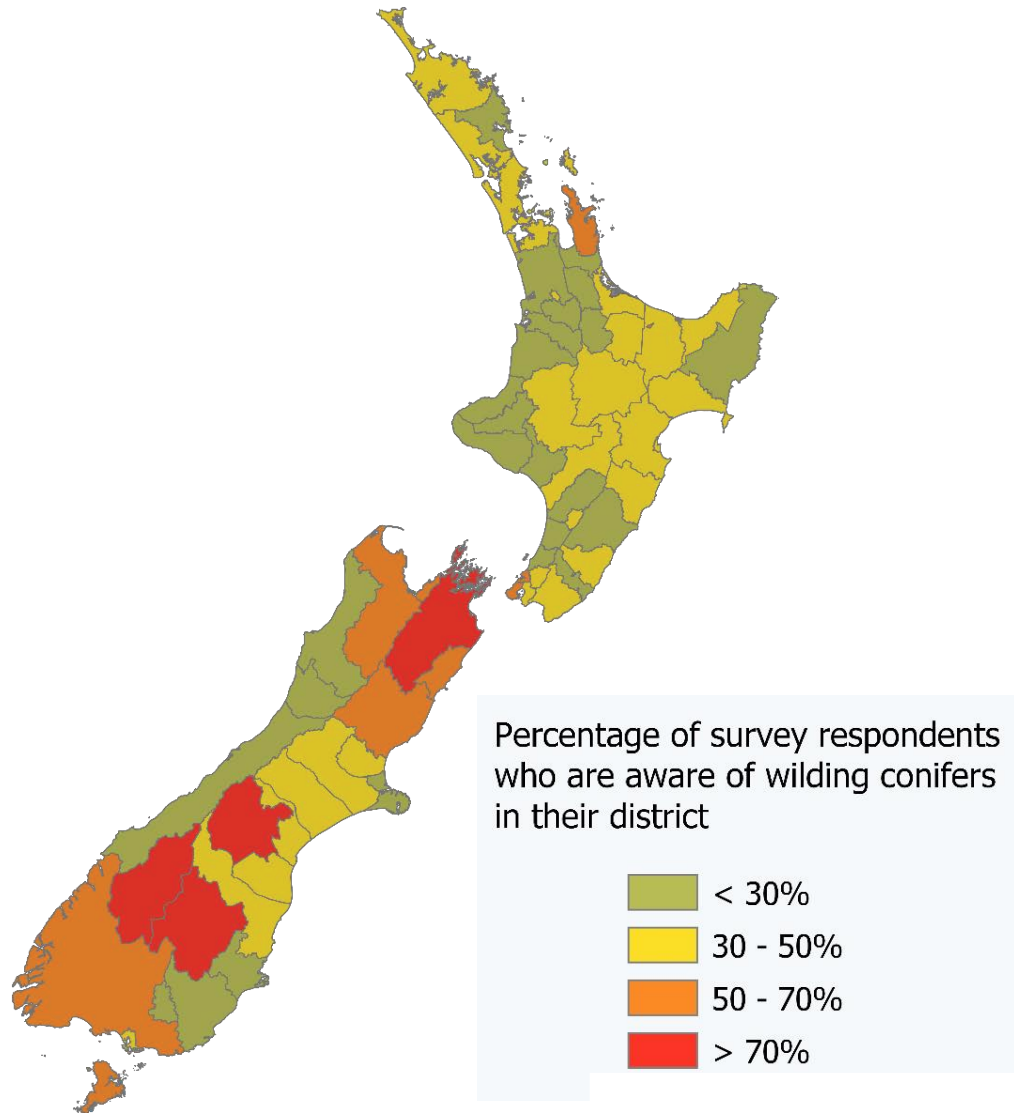 Percentage of survey respondents
who are aware of wilding conifers
in their district
< 30%
30 - 50%
50 - 70%
> 70%